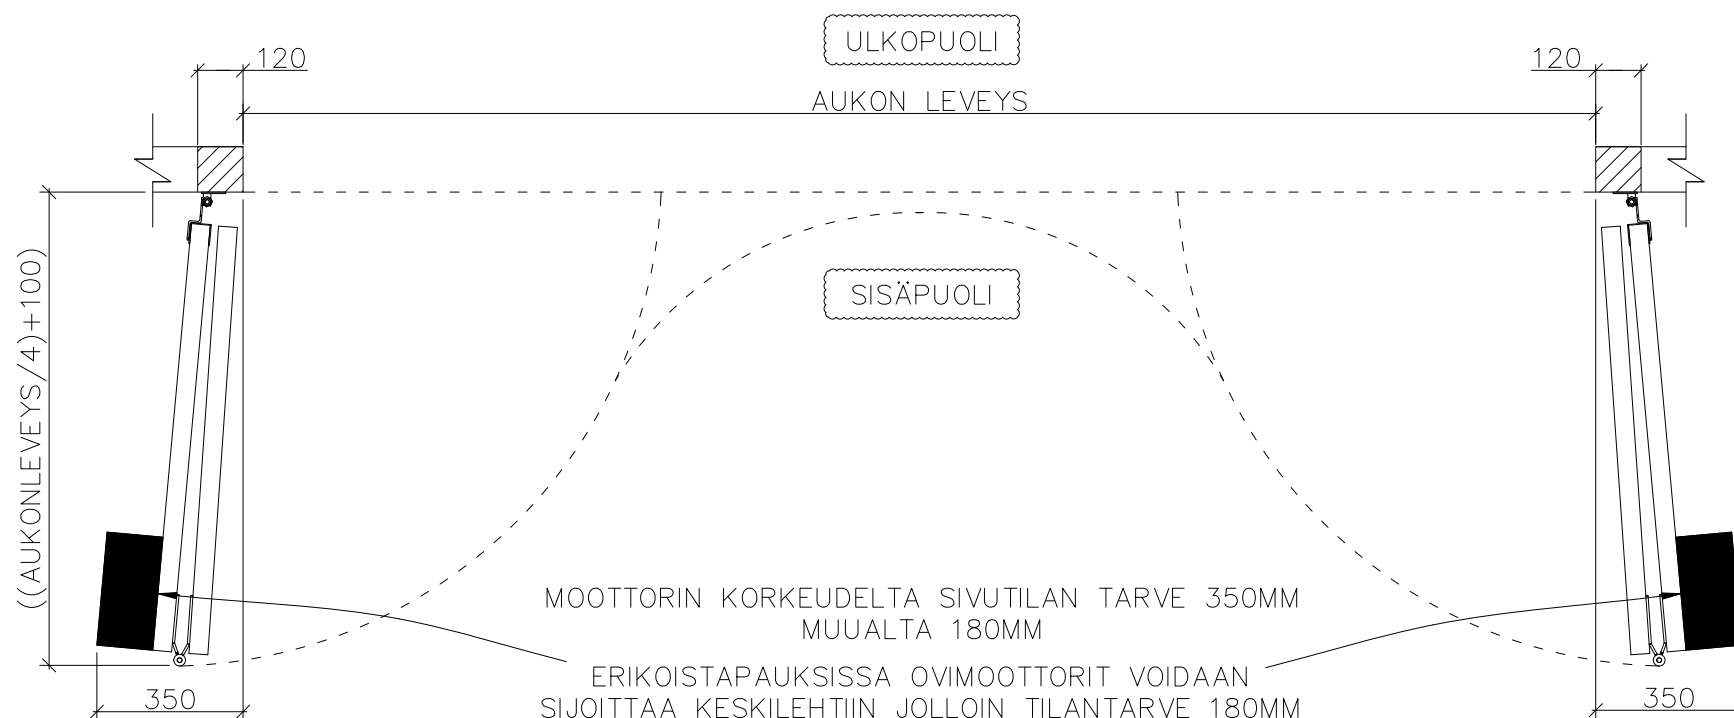 ULKOPUOLI
120
120
AUKON LEVEYS
SISÄPUOLI
((AUKONLEVEYS/4)+100)
MOOTTORIN KORKEUDELTA SIVUTILAN TARVE 350MM
MUUALTA 180MM
ERIKOISTAPAUKSISSA OVIMOOTTORIT VOIDAAN
SIJOITTAA KESKILEHTIIN JOLLOIN TILANTARVE 180MM
350
350